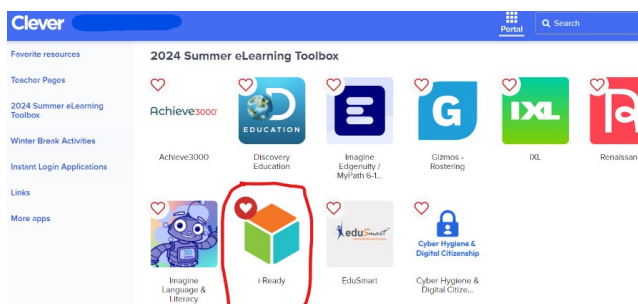 Clever
Portal
Search
Favorite resources
Teacher Pages
2024 Summer eLearning
Toolbox
Winter Break Activities
Instant Login Applications
Links
More apps
2024 Summer eLearning Toolbox
Achieve3000
D
EDUCATION
E
G
IXL
Achieve3000
Discovery
Education
Imagine
Edgenuity /
MyPath 6-1...
Gizmos -
Rostering
IXL
Renaissan
eduSmart
Cyber Hygiene &
Digital Citizenship
Imagine
Language &
Literacy
i-Ready
EduSmart
Cyber Hygiene &
Digital Citize...